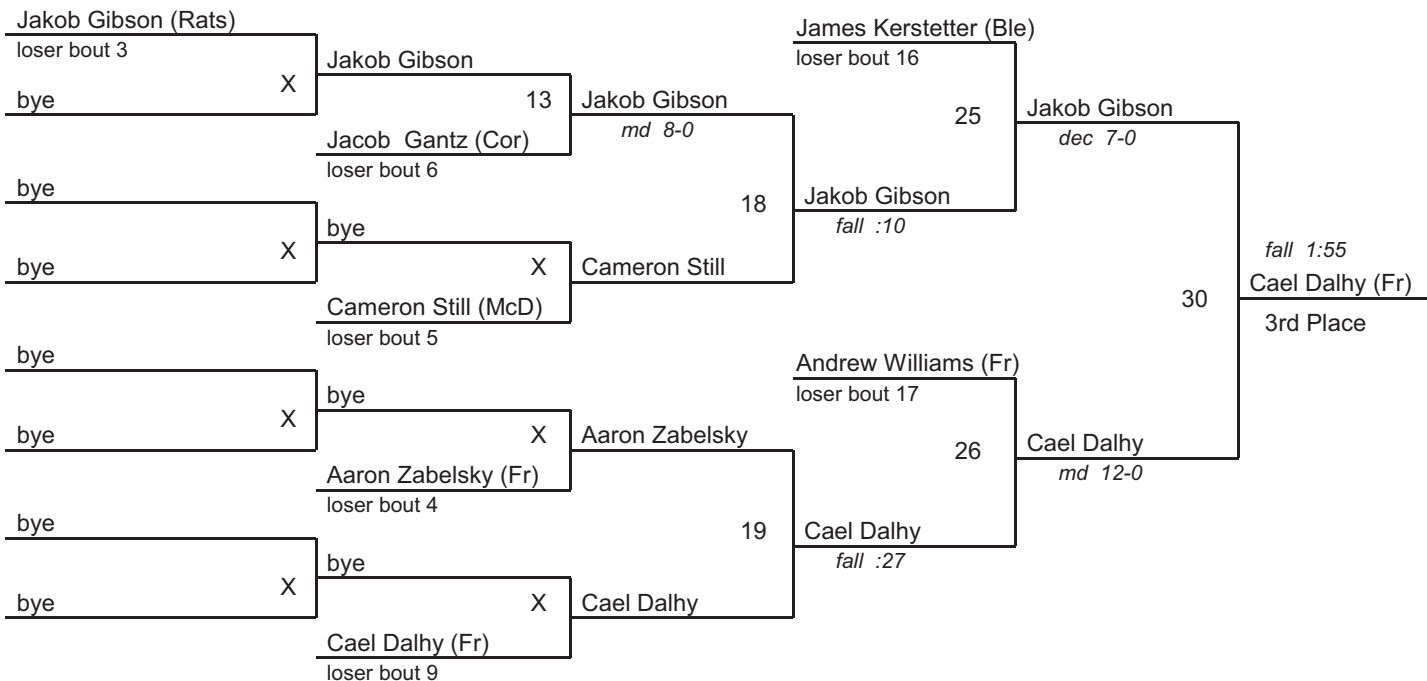 Jakob Gibson (Rats)
loser bout 3
X
bye
Jakob Gibson
13
Jacob Gantz (Cor)
loser bout 6
Jakob Gibson
md 8-0
bye
X
bye
bye
X
Cameron Still (McD)
loser bout 5
Cameron Still
18
bye
X
bye
bye
X
Aaron Zabelsky (Fr)
loser bout 4
Aaron Zabelsky
bye
X
bye
bye
X
Cael Dalhy (Fr)
loser bout 9
Cael Dalhy
19
James Kerstetter (Ble)
loser bout 16
25
Jakob Gibson
fall :10
Jakob Gibson
dec 7-0
Andrew Williams (Fr)
loser bout 17
26
Cael Dalhy
fall :27
Cael Dalhy
md 12-0
30
fall 1:55
Cael Dalhy (Fr)
3rd Place